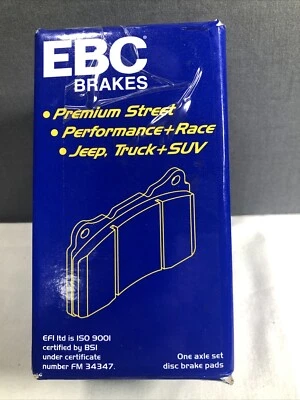 EBC
BRAKES
• Premium Street
• Performance+Race
• Jeep, Truck+SUV
EFI ltd is ISO 9001
certified by BSI
under certificate
number FM 34347.
One axle set
disc brake pads